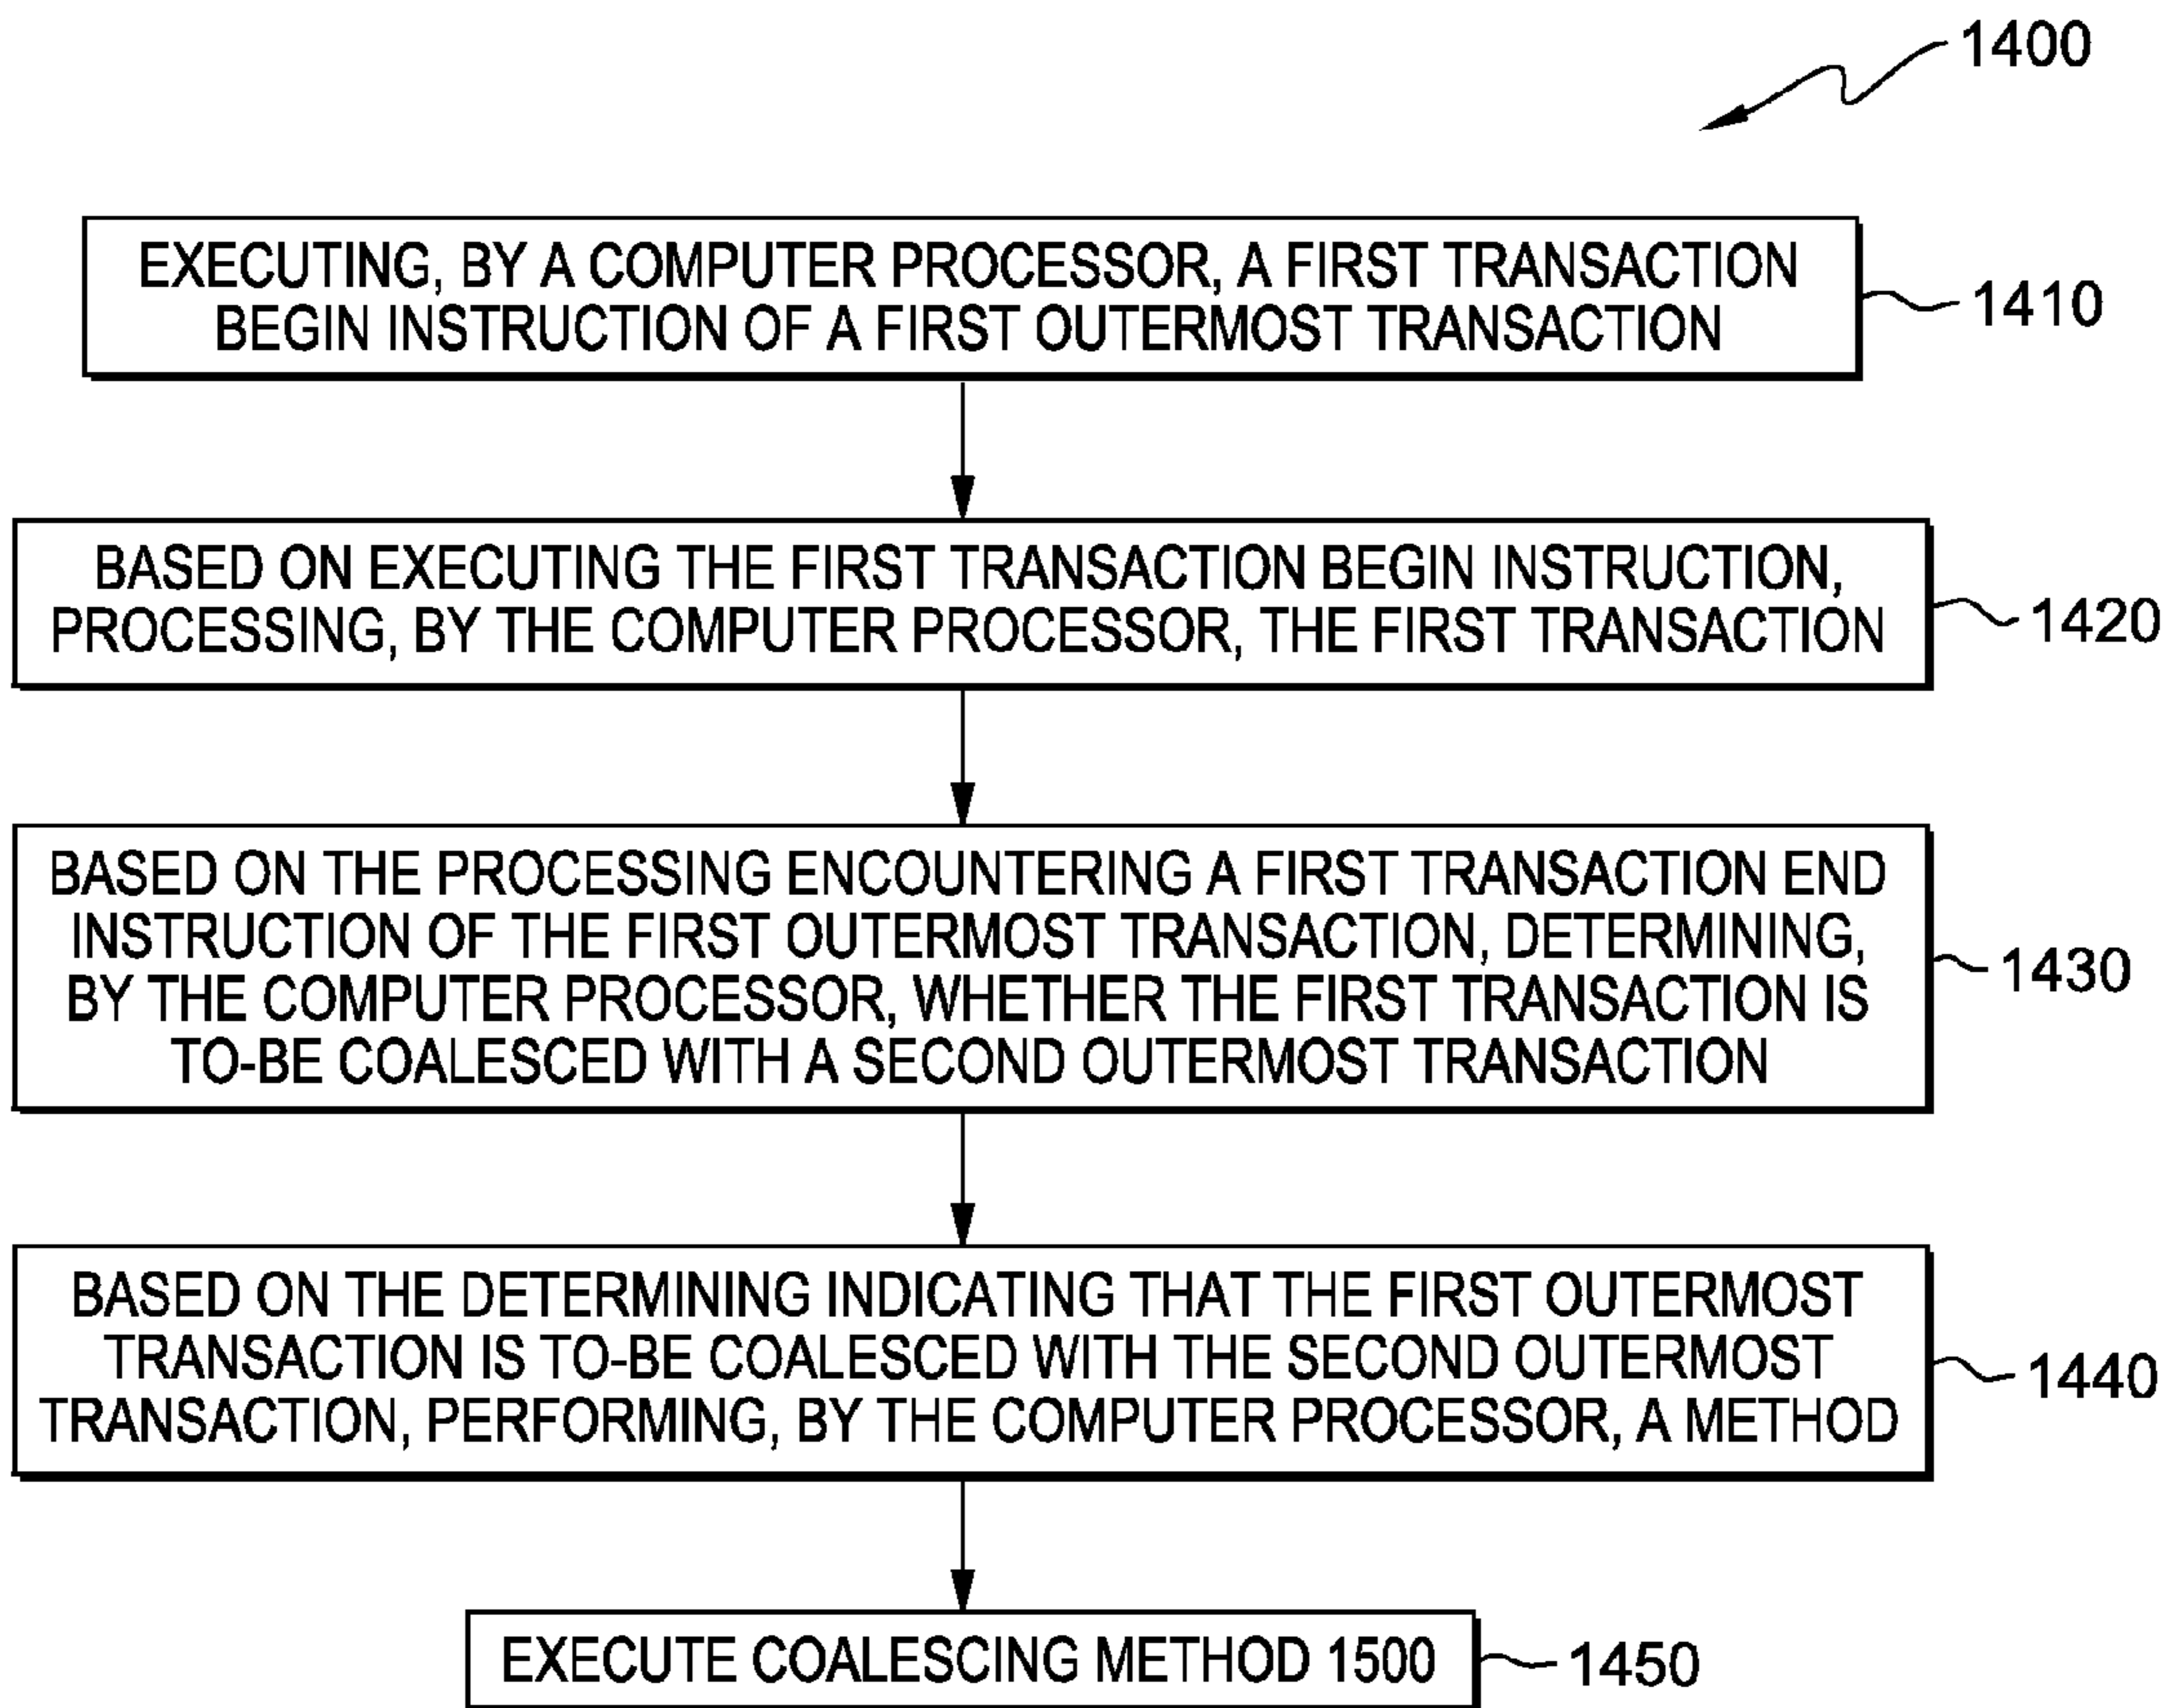 1400
EXECUTING, BY A COMPUTER PROCESSOR, A FIRST TRANSACTION
BEGIN INSTRUCTION OF A FIRST OUTERMOST TRANSACTION
1410
BASED ON EXECUTING THE FIRST TRANSACTION BEGIN INSTRUCTION,
PROCESSING, BY THE COMPUTER PROCESSOR, THE FIRST TRANSACTION
1420
BASED ON THE PROCESSING ENCOUNTERING A FIRST TRANSACTION END
INSTRUCTION OF THE FIRST OUTERMOST TRANSACTION, DETERMINING,
BY THE COMPUTER PROCESSOR, WHETHER THE FIRST TRANSACTION IS
TO-BE COALESCED WITH A SECOND OUTERMOST TRANSACTION
1430
BASED ON THE DETERMINING INDICATING THAT THE FIRST OUTERMOST
TRANSACTION IS TO-BE COALESCED WITH THE SECOND OUTERMOST
TRANSACTION, PERFORMING, BY THE COMPUTER PROCESSOR, A METHOD
1440
EXECUTE COALESCING METHOD 1500
1450